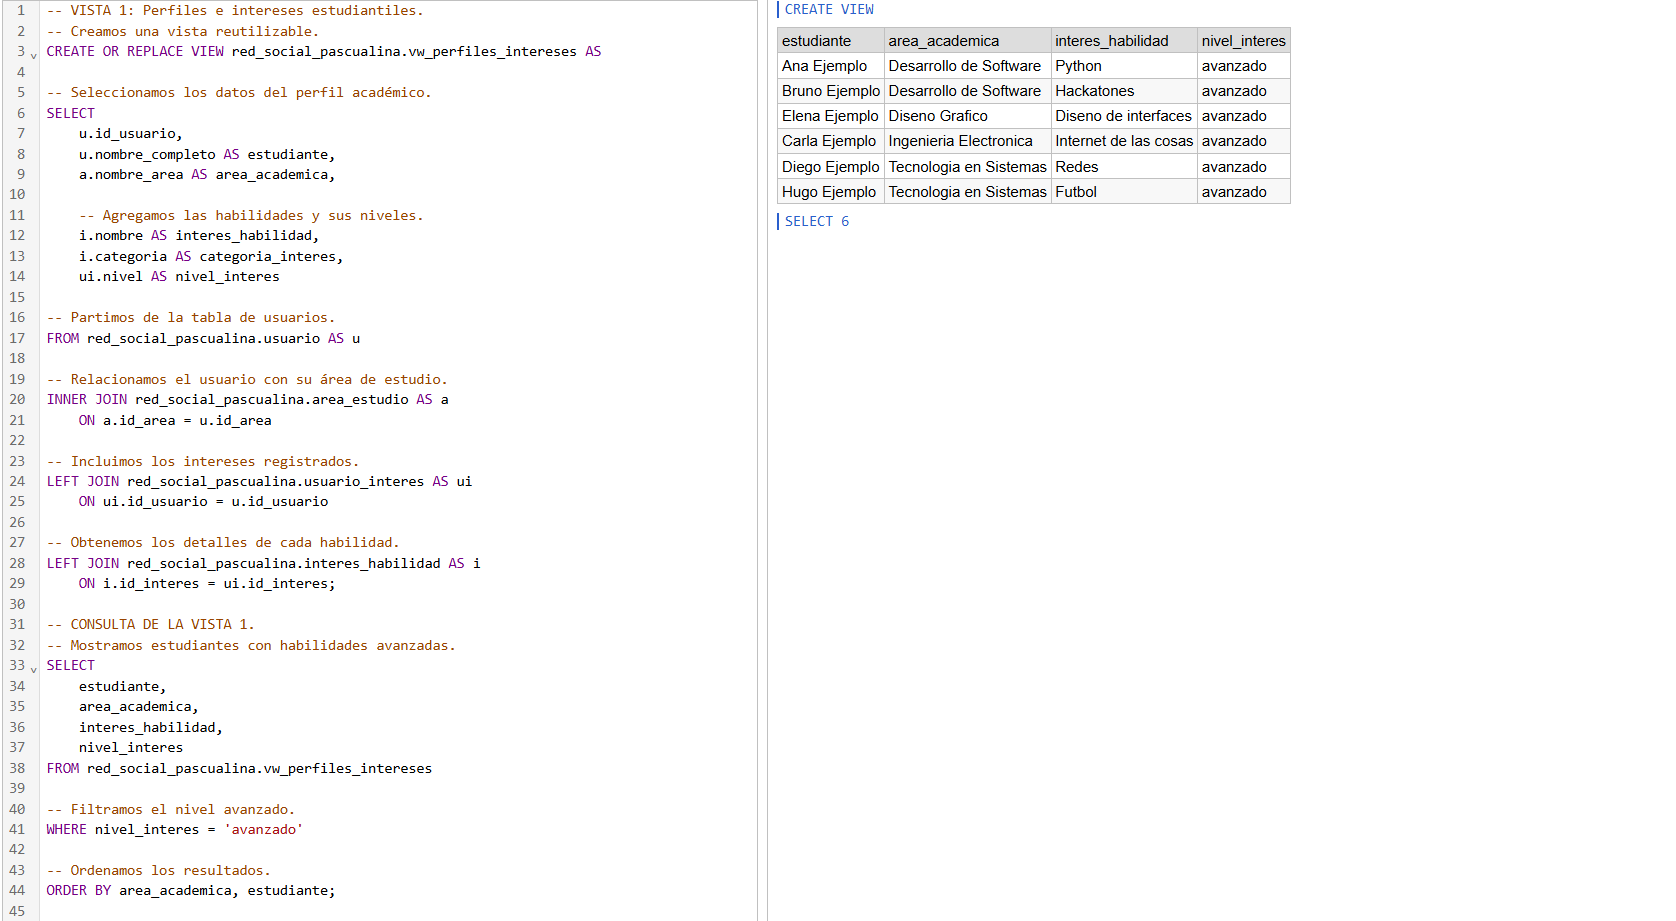 1 -- VISTA 1: Perfiles e intereses estudiantiles.
2 -- Creamos una vista reutilizable.
3 CREATE OR REPLACE VIEW red_social_pascualina.vw_perfiles_intereses AS
4
5 -- Seleccionamos los datos del perfil académico.
6 SELECT
7 u.id_usuario,
8 u.nombre_completo AS estudiante,
9 a.nombre_area AS area_academica,
10
11 -- Agregamos las habilidades y sus niveles.
12 i.nombre AS interes_habilidad,
13 i.categoria AS categoria_interes,
14 ui.nivel AS nivel_interes
15
16 -- Partimos de la tabla de usuarios.
17 FROM red_social_pascualina.usuario AS u
18
19 -- Relacionamos el usuario con su área de estudio.
20 INNER JOIN red_social_pascualina.area_estudio AS a
21 ON a.id_area = u.id_area
22
23 -- Incluimos los intereses registrados.
24 LEFT JOIN red_social_pascualina.usuario_interes AS ui
25 ON ui.id_usuario = u.id_usuario
26
27 -- Obtenemos los detalles de cada habilidad.
28 LEFT JOIN red_social_pascualina.interes_habilidad AS i
29 ON i.id_interes = ui.id_interes;
30
31 -- CONSULTA DE LA VISTA 1.
32 -- Mostramos estudiantes con habilidades avanzadas.
33 SELECT
34 estudiante,
35 area_academica,
36 interes_habilidad,
37 nivel_interes
38 FROM red_social_pascualina.vw_perfiles_intereses
39
40 -- Filtramos el nivel avanzado.
41 WHERE nivel_interes = 'avanzado'
42
43 -- Ordenamos los resultados.
44 ORDER BY area_academica, estudiante;
45
CREATE VIEW
estudiante area_academica interes_habilidad nivel_interes
Ana Ejemplo Desarrollo de Software Python avanzado
Bruno Ejemplo Desarrollo de Software Hackatones avanzado
Elena Ejemplo Diseno Grafico Diseno de interfaces avanzado
Carla Ejemplo Ingenieria Electronica Internet de las cosas avanzado
Diego Ejemplo Tecnologia en Sistemas Redes avanzado
Hugo Ejemplo Tecnologia en Sistemas Futbol avanzado
SELECT 6